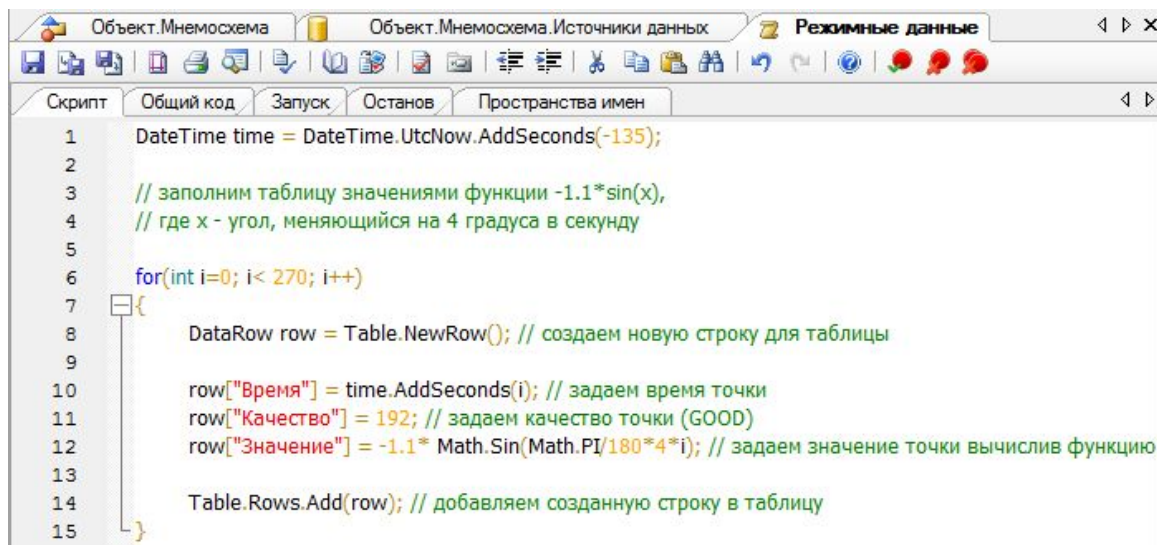 Объект.Мнемосхема Объект.Мнемосхема.Источники данных Режимные данные
Скрипт Общий код Запуск Останов Пространства имен
1 DateTime time = DateTime.UtcNow.AddSeconds(-135);
2
3 // заполним таблицу значениями функции -1.1*sin(x),
4 // где x - угол, меняющийся на 4 градуса в секунду
5
6 for(int i=0; i< 270; i++)
7 {
8 DataRow row = Table.NewRow(); // создаем новую строку для таблицы
9
10 row["Время"] = time.AddSeconds(i); // задаем время точки
11 row["Качество"] = 192; // задаем качество точки (GOOD)
12 row["Значение"] = -1.1* Math.Sin(Math.PI/180*4*i); // задаем значение точки вычислив функцию
13
14 Table.Rows.Add(row); // добавляем созданную строку в таблицу
15 }